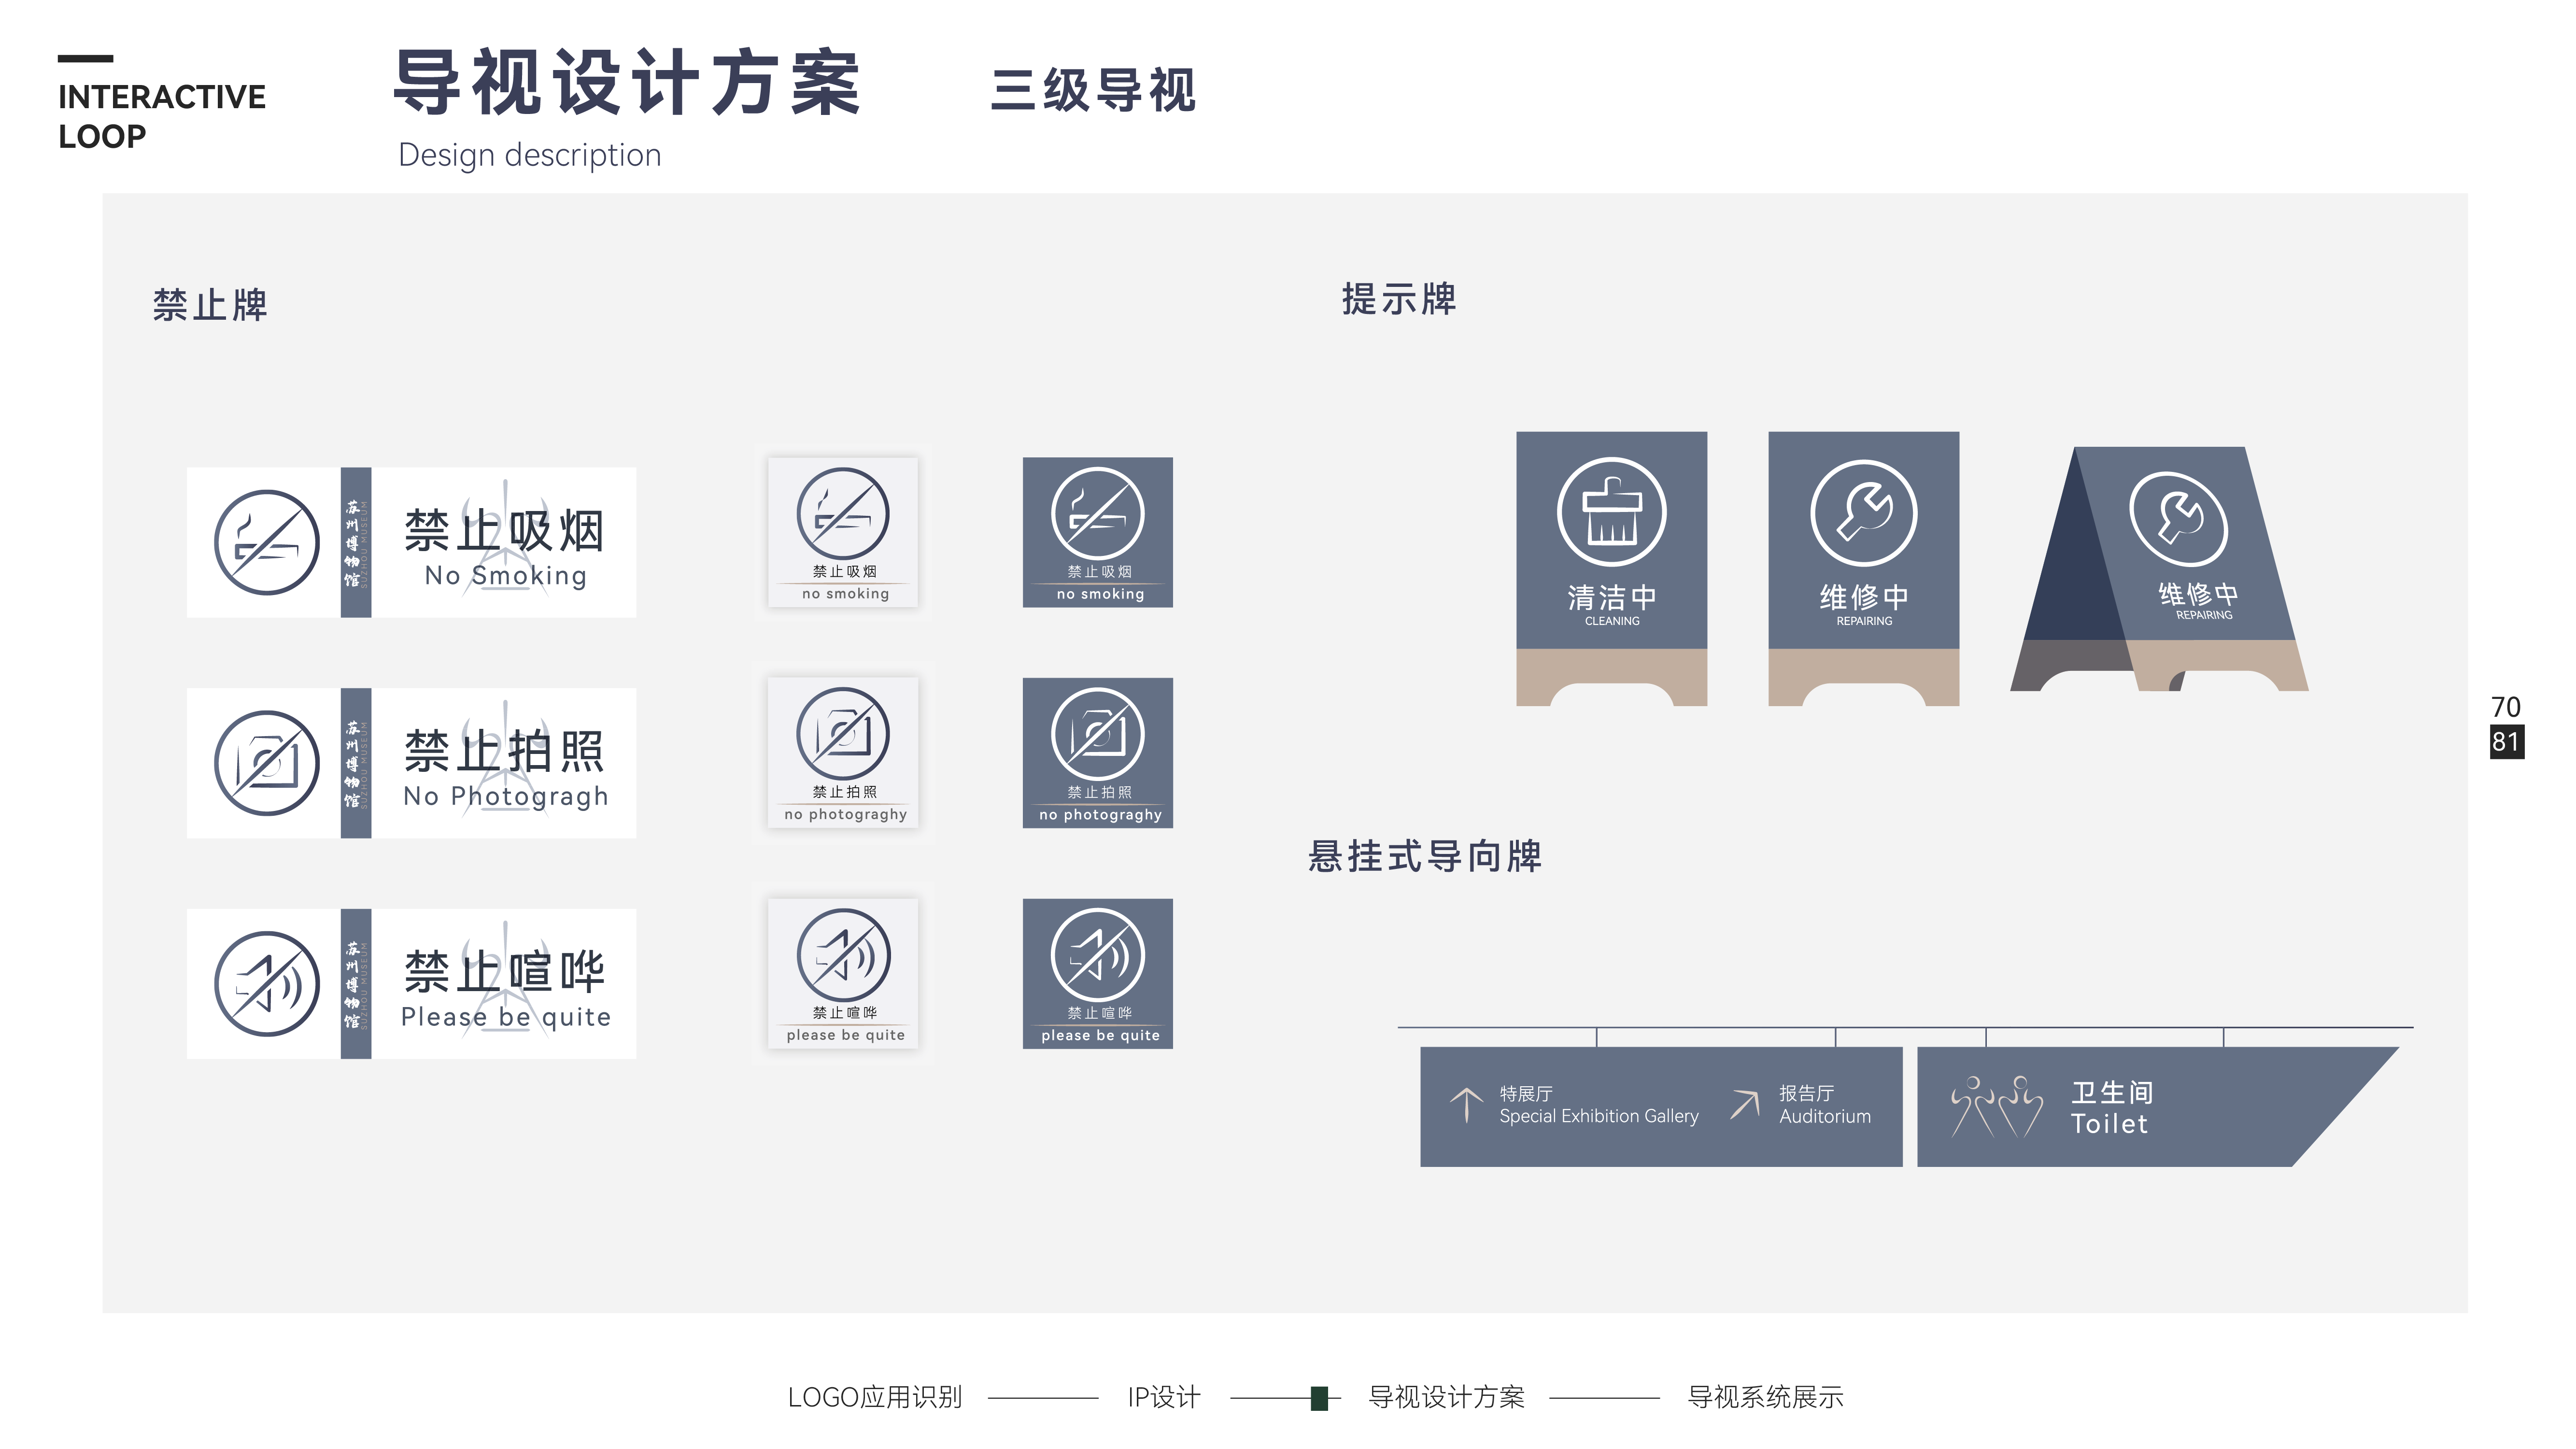 INTERACTIVE
LOOP
导视设计方案
Design description
三级导视
禁止牌
苏州博物馆
SUZHOU MUSEUM
禁止吸烟
No Smoking
禁止吸烟
no smoking
禁止吸烟
no smoking
苏州博物馆
SUZHOU MUSEUM
禁止拍照
No Photogragh
禁止拍照
no photograghy
禁止拍照
no photograghy
苏州博物馆
SUZHOU MUSEUM
禁止喧哗
Please be quite
禁止喧哗
please be quite
禁止喧哗
please be quite
提示牌
清洁中
CLEANING
维修中
REPAIRING
维修中
REPAIRING
悬挂式导向牌
特展厅
Special Exhibition Gallery
报告厅
Auditorium
卫生间
Toilet
70
81
LOGO应用识别
IP设计
导视设计方案
导视系统展示